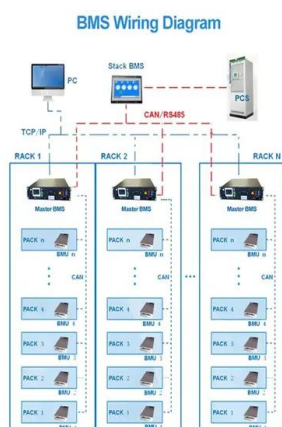 BMS Wiring Diagram
Stack BMS
PC
PCS
CAN/RS485
TCP/IP
RACK 1 RACK 2 RACK N
Master BMS Master BMS Master BMS
PACK n PACK n PACK n
BMU n BMU n BMU n
CAN CAN CAN
PACK 4 PACK 4 PACK 4
BMU 4 BMU 4 BMU 4
PACK 3 PACK 3 PACK 3
BMU 3 BMU 3 BMU 3
PACK 2 PACK 2 PACK 2
BMU 2 BMU 2 BMU 2
PACK 1 PACK 1 PACK 1